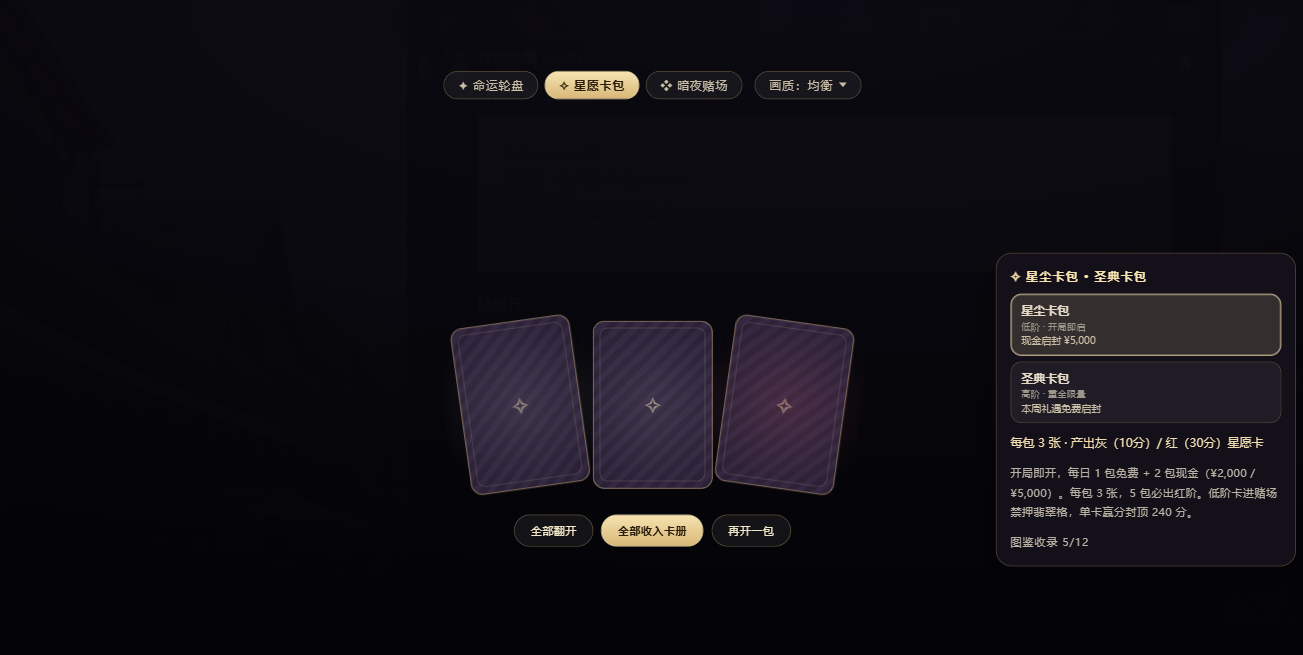 命运轮盘
星愿卡包
暗夜赌场
画质：均衡
星尘卡包·圣典卡包
星尘卡包
低阶·开局即启
现金启封 ¥5,000
圣典卡包
高阶·重金限量
本周礼遇免费启封
每包 3 张·产出灰（10分）/ 红（30分）星愿卡
开局即开，每日 1 包免费 + 2 包现金（¥2,000 /
¥5,000）。每包 3 张，5 包必出红阶。低阶卡进赌场
禁押翡翠格，单卡赢分封顶 240 分。
图鉴收录 5/12
全部翻开
全部收入卡册
再开一包